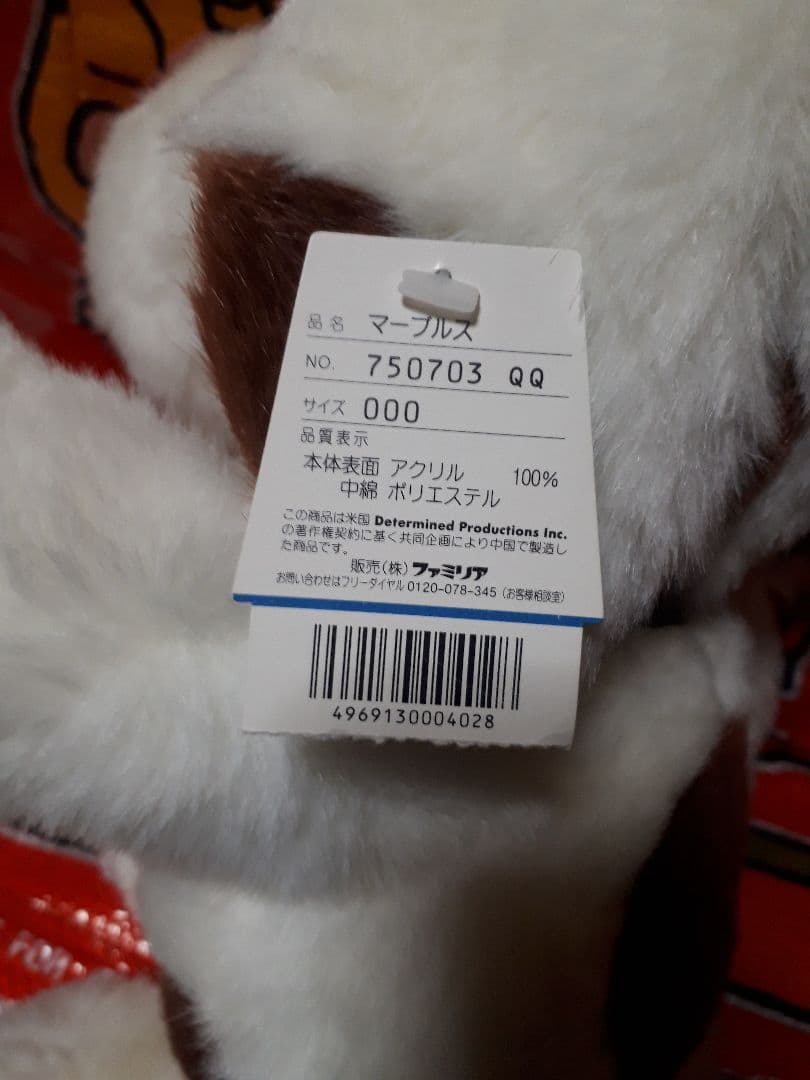 品名 マーブルス
NO. 750703 QQ
サイズ 000
品質表示
本体表面 アクリル 100%
中綿 ポリエステル
この商品は米国 Determined Productions Inc.
の著作権契約に基く共同企画により中国で製造し
た商品です。
販売(株)ファミリア
お問い合わせはフリーダイヤル 0120-078-345 (お客様相談室)
4969130004028
FOR